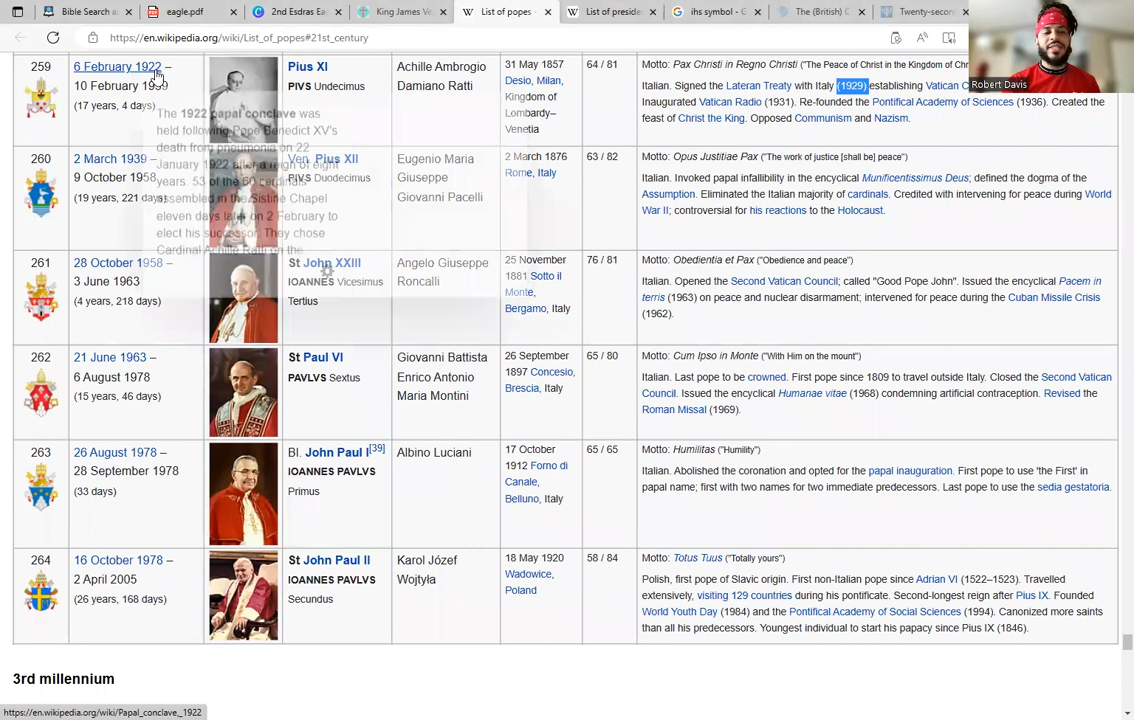 Bible Search a
eagle.pdf
2nd Esdras Ea
King James Ve
List of popes -
List of preside
ihs symbol - G
The (British) C
Twenty-secon
https://en.wikipedia.org/wiki/List_of_popes#21st_century
Robert Davis
259
6 February 1922 –
10 February 1939
(17 years, 4 days)
Pius XI
PIVS Undecimus
Achille Ambrogio
Damiano Ratti
31 May 1857
Desio, Milan,
Kingdom of
Lombardy–
Venetia
64 / 81
Motto: Pax Christi in Regno Christi ("The Peace of Christ in the Kingdom of Chr
Italian. Signed the Lateran Treaty with Italy (1929) establishing Vatican C
Inaugurated Vatican Radio (1931). Re-founded the Pontifical Academy of Sciences (1936). Created the
feast of Christ the King. Opposed Communism and Nazism.
The 1922 papal conclave was
held following Pope Benedict XV's
death from pneumonia on 22
January 1922 after a reign of eight
years. 53 of the 60 cardinals
assembled in the Sistine Chapel
eleven days later on 2 February to
elect his successor. They chose
Cardinal Achille Ratti on the
260
2 March 1939 –
9 October 1958
(19 years, 221 days)
Ven. Pius XII
PIVS Duodecimus
Eugenio Maria
Giuseppe
Giovanni Pacelli
2 March 1876
Rome, Italy
63 / 82
Motto: Opus Justitiae Pax ("The work of justice [shall be] peace")
Italian. Invoked papal infallibility in the encyclical Munificentissimus Deus; defined the dogma of the
Assumption. Eliminated the Italian majority of cardinals. Credited with intervening for peace during World
War II; controversial for his reactions to the Holocaust.
261
28 October 1958 –
3 June 1963
(4 years, 218 days)
St John XXIII
IOANNES Vicesimus
Tertius
Angelo Giuseppe
Roncalli
25 November
1881 Sotto il
Monte,
Bergamo, Italy
76 / 81
Motto: Obedientia et Pax ("Obedience and peace")
Italian. Opened the Second Vatican Council; called "Good Pope John". Issued the encyclical Pacem in
terris (1963) on peace and nuclear disarmament; intervened for peace during the Cuban Missile Crisis
(1962).
262
21 June 1963 –
6 August 1978
(15 years, 46 days)
St Paul VI
PAVLVS Sextus
Giovanni Battista
Enrico Antonio
Maria Montini
26 September
1897 Concesio,
Brescia, Italy
65 / 80
Motto: Cum Ipso in Monte ("With Him on the mount")
Italian. Last pope to be crowned. First pope since 1809 to travel outside Italy. Closed the Second Vatican
Council. Issued the encyclical Humanae vitae (1968) condemning artificial contraception. Revised the
Roman Missal (1969).
263
26 August 1978 –
28 September 1978
(33 days)
Bl. John Paul I[39]
IOANNES PAVLVS
Primus
Albino Luciani
17 October
1912 Forno di
Canale,
Belluno, Italy
65 / 65
Motto: Humilitas ("Humility")
Italian. Abolished the coronation and opted for the papal inauguration. First pope to use 'the First' in
papal name; first with two names for two immediate predecessors. Last pope to use the sedia gestatoria.
264
16 October 1978 –
2 April 2005
(26 years, 168 days)
St John Paul II
IOANNES PAVLVS
Secundus
Karol Józef
Wojtyła
18 May 1920
Wadowice,
Poland
58 / 84
Motto: Totus Tuus ("Totally yours")
Polish, first pope of Slavic origin. First non-Italian pope since Adrian VI (1522–1523). Travelled
extensively, visiting 129 countries during his pontificate. Second-longest reign after Pius IX. Founded
World Youth Day (1984) and the Pontifical Academy of Social Sciences (1994). Canonized more saints
than all his predecessors. Youngest individual to start his papacy since Pius IX (1846).
3rd millennium
https://en.wikipedia.org/wiki/Papal_conclave,_1922